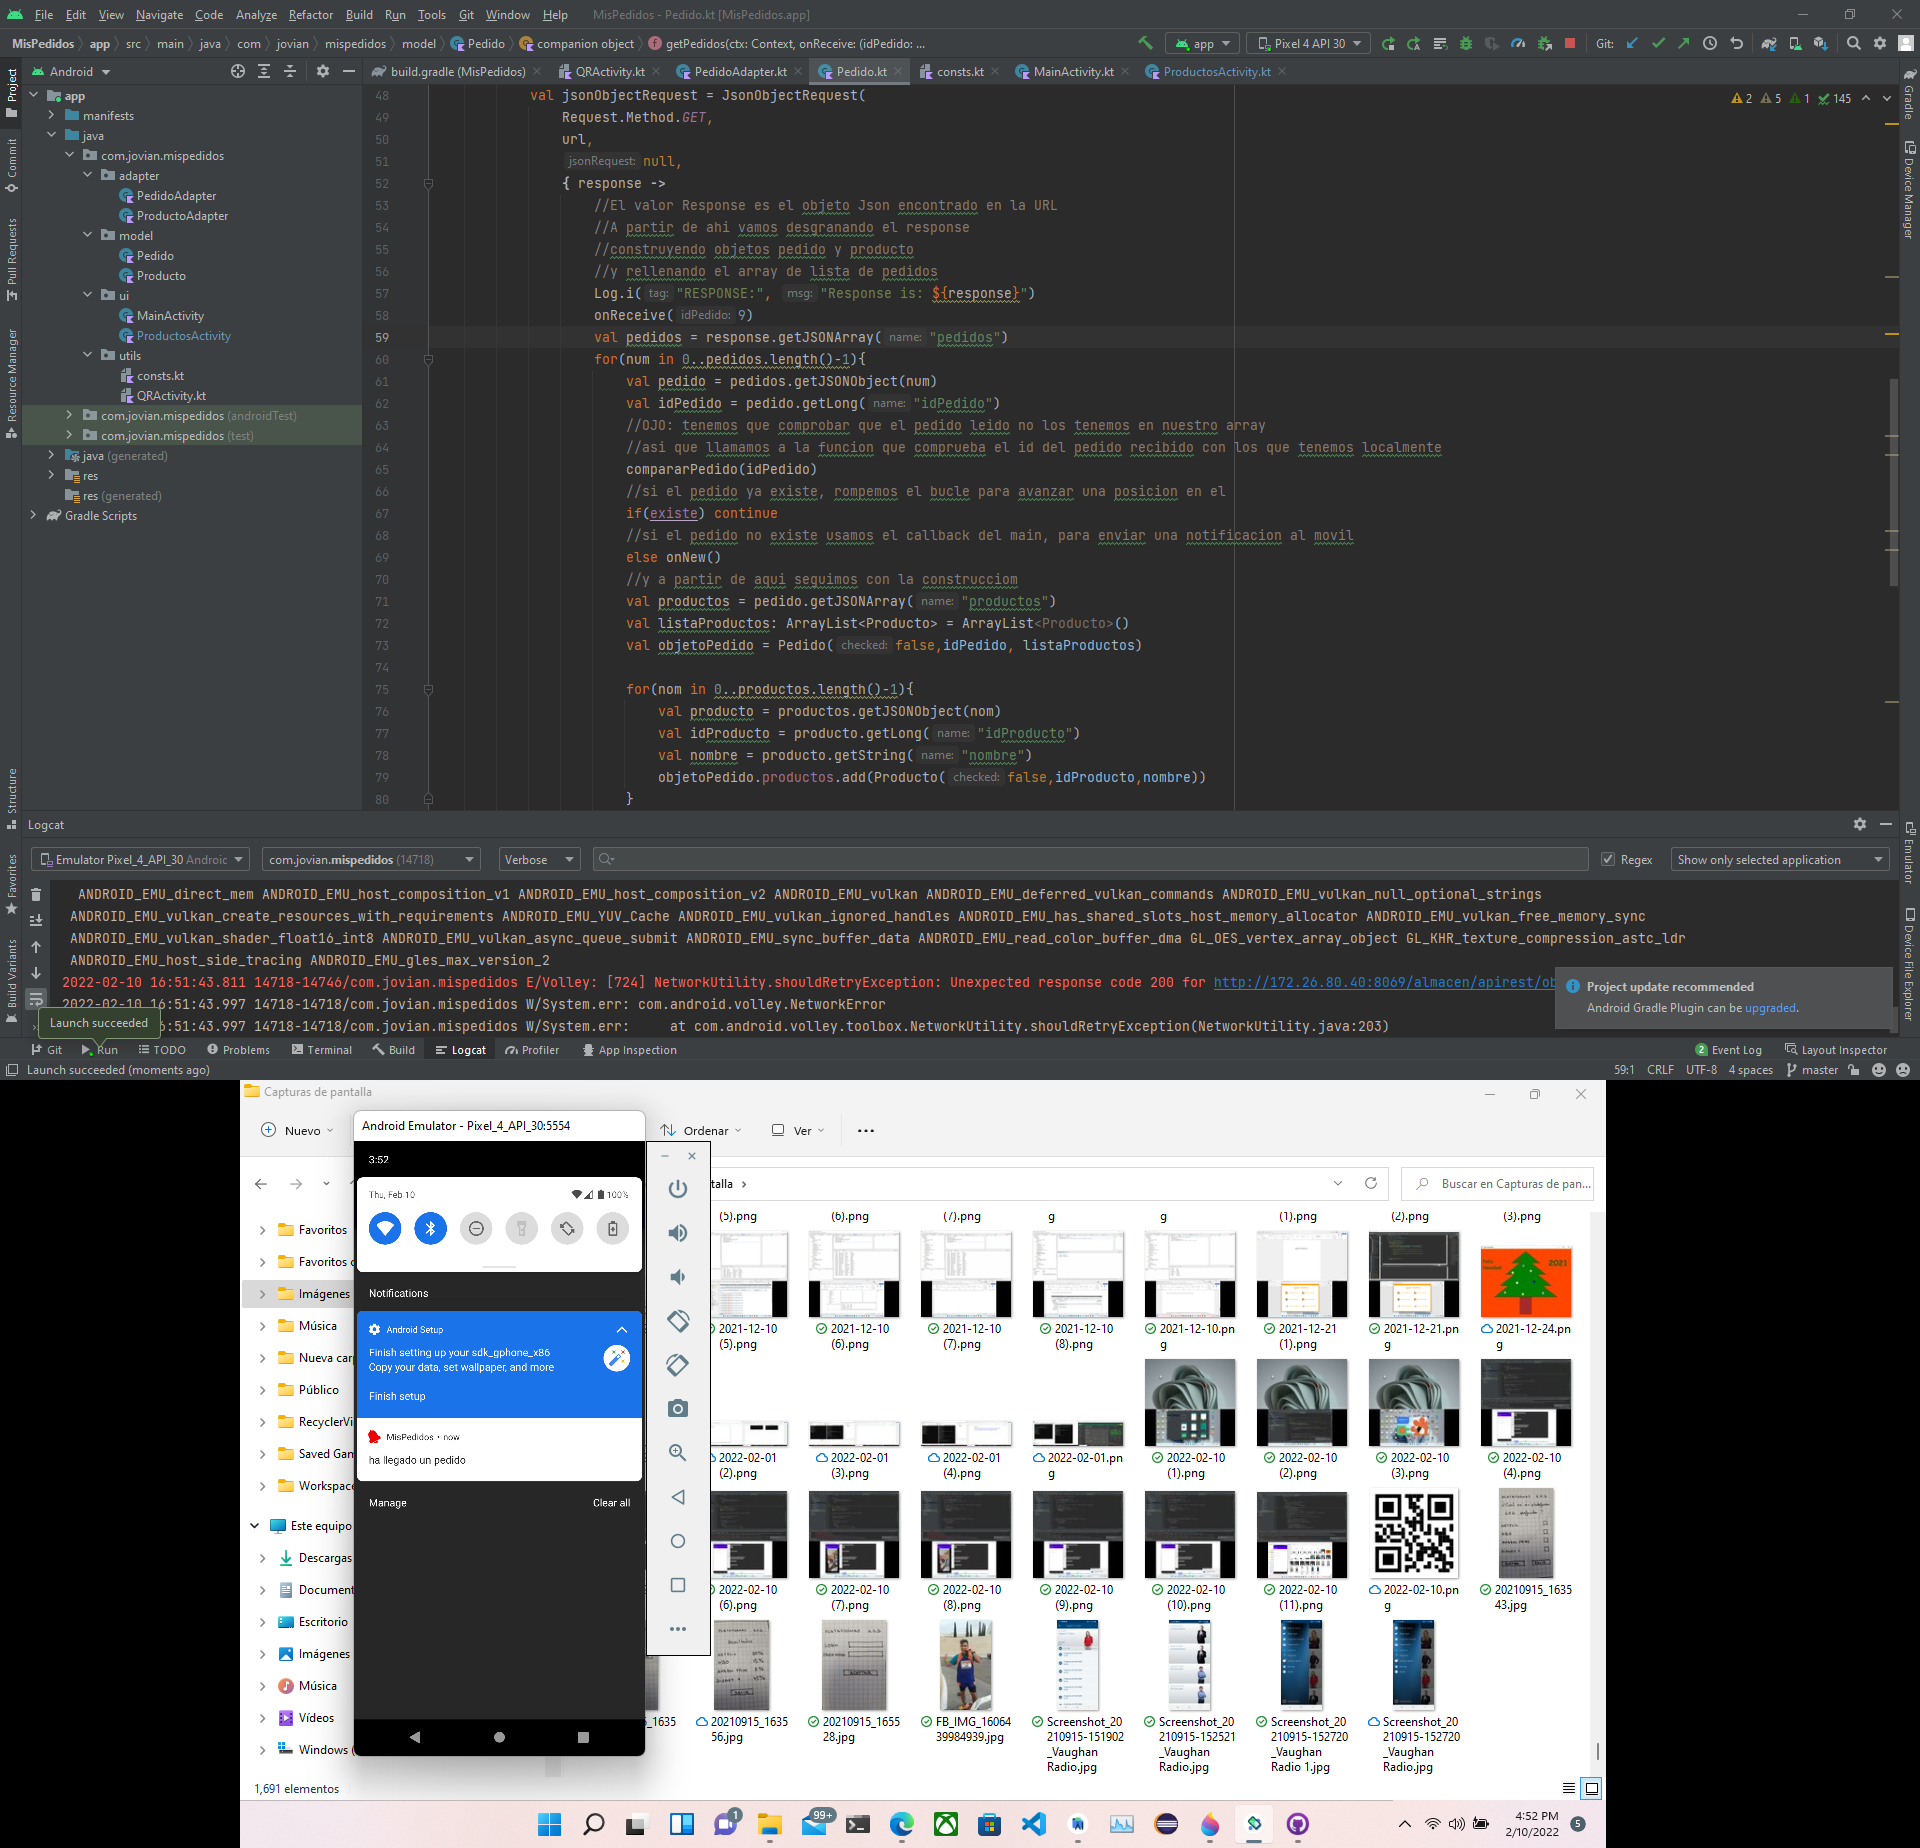 File Edit View Navigate Code Analyze Refactor Build Run Tools Git Window Help MisPedidos - Pedido.kt [MisPedidos.app]
MisPedidos app src main java com jovian mispedidos model Pedido companion object getPedidos(ctx: Context, onReceive: (idPedido: ... app Pixel 4 API 30 Git:
Project Android build.gradle (MisPedidos) QRActivity.kt PedidoAdapter.kt Pedido.kt consts.kt MainActivity.kt ProductosActivity.kt Gradle
app
manifests
java
com.jovian.mispedidos
adapter
PedidoAdapter
ProductoAdapter
model
Pedido
Producto
ui
MainActivity
ProductosActivity
utils
consts.kt
QRActivity.kt
com.jovian.mispedidos (androidTest)
com.jovian.mispedidos (test)
java (generated)
res
res (generated)
Gradle Scripts
Commit
Pull Requests
Resource Manager
Structure
Favorites
Build Variants
Device Manager
Emulator
Device File Explorer
2 5 1 145
48 val jsonObjectRequest = JsonObjectRequest(
49 Request.Method.GET,
50 url,
51 jsonRequest: null,
52 { response ->
53 //El valor Response es el objeto Json encontrado en la URL
54 //A partir de ahi vamos desgranando el response
55 //construyendo objetos pedido y producto
56 //y rellenando el array de lista de pedidos
57 Log.i( tag: "RESPONSE:", msg: "Response is: ${response}")
58 onReceive( idPedido: 9)
59 val pedidos = response.getJSONArray( name: "pedidos")
60 for(num in 0..pedidos.length()-1){
61 val pedido = pedidos.getJSONObject(num)
62 val idPedido = pedido.getLong( name: "idPedido")
63 //OJO: tenemos que comprobar que el pedido leido no los tenemos en nuestro array
64 //asi que llamamos a la funcion que comprueba el id del pedido recibido con los que tenemos localmente
65 compararPedido(idPedido)
66 //si el pedido ya existe, rompemos el bucle para avanzar una posicion en el
67 if(existe) continue
68 //si el pedido no existe usamos el callback del main, para enviar una notificacion al movil
69 else onNew()
70 //y a partir de aqui seguimos con la construcciom
71 val productos = pedido.getJSONArray( name: "productos")
72 val listaProductos: ArrayList<Producto> = ArrayList<Producto>()
73 val objetoPedido = Pedido( checked: false,idPedido, listaProductos)
74
75 for(nom in 0..productos.length()-1){
76 val producto = productos.getJSONObject(nom)
77 val idProducto = producto.getLong( name: "idProducto")
78 val nombre = producto.getString( name: "nombre")
79 objetoPedido.productos.add(Producto( checked: false,idProducto,nombre))
80 }
Logcat
Emulator Pixel_4_API_30 Androic com.jovian.mispedidos (14718) Verbose Regex Show only selected application
ANDROID_EMU_direct_mem ANDROID_EMU_host_composition_v1 ANDROID_EMU_host_composition_v2 ANDROID_EMU_vulkan ANDROID_EMU_deferred_vulkan_commands ANDROID_EMU_vulkan_null_optional_strings
ANDROID_EMU_vulkan_create_resources_with_requirements ANDROID_EMU_YUV_Cache ANDROID_EMU_vulkan_ignored_handles ANDROID_EMU_has_shared_slots_host_memory_allocator ANDROID_EMU_vulkan_free_memory_sync
ANDROID_EMU_vulkan_shader_float16_int8 ANDROID_EMU_vulkan_async_queue_submit ANDROID_EMU_sync_buffer_data ANDROID_EMU_read_color_buffer_dma GL_OES_vertex_array_object GL_KHR_texture_compression_astc_ldr
ANDROID_EMU_host_side_tracing ANDROID_EMU_gles_max_version_2
2022-02-10 16:51:43.811 14718-14746/com.jovian.mispedidos E/Volley: [724] NetworkUtility.shouldRetryException: Unexpected response code 200 for http://172.26.80.40:8069/almacen/apirest/ob
2022-02-10 16:51:43.997 14718-14718/com.jovian.mispedidos W/System.err: com.android.volley.NetworkError
16:51:43.997 14718-14718/com.jovian.mispedidos W/System.err: at com.android.volley.toolbox.NetworkUtility.shouldRetryException(NetworkUtility.java:203)
Project update recommended
Android Gradle Plugin can be upgraded.
Launch succeeded
Git Run TODO Problems Terminal Build Logcat Profiler App Inspection 2 Event Log Layout Inspector
Launch succeeded (moments ago) 59:1 CRLF UTF-8 4 spaces master
Capturas de pantalla
Nuevo Ordenar Ver
talla
Buscar en Capturas de pan...
Favoritos
Favoritos c
Imágenes
Música
Nueva carp
Público
RecyclerVi
Saved Gan
Workspace
Este equipo
Descargas
Document
Escritorio
Imágenes
Música
Vídeos
Windows (
Android Emulator - Pixel_4_API_30:5554
3:52
Thu, Feb 10 100%
Notifications
Android Setup
Finish setting up your sdk_gphone_x86
Copy your data, set wallpaper, and more
Finish setup
MisPedidos • now
ha llegado un pedido
Manage Clear all
(5).png (6).png (7).png g g (1).png (2).png (3).png
2021
2021-12-10 (5).png
2021-12-10 (6).png
2021-12-10 (7).png
2021-12-10 (8).png
2021-12-10.png
2021-12-21 (1).png
2021-12-21.png
2021-12-24.png
2022-02-01 (2).png
2022-02-01 (3).png
2022-02-01 (4).png
2022-02-01.png
2022-02-10 (1).png
2022-02-10 (2).png
2022-02-10 (3).png
2022-02-10 (4).png
2022-02-10 (6).png
2022-02-10 (7).png
2022-02-10 (8).png
2022-02-10 (9).png
2022-02-10 (10).png
2022-02-10 (11).png
2022-02-10.png
20210915_163543.jpg
5_1635
20210915_163556.jpg
20210915_165528.jpg
FB_IMG_1606439984939.jpg
Screenshot_20210915-151902_Vaughan Radio.jpg
Screenshot_20210915-152521_Vaughan Radio.jpg
Screenshot_20210915-152720_Vaughan Radio 1.jpg
Screenshot_20210915-152720_Vaughan Radio.jpg
1,691 elementos
1 99+
4:52 PM
2/10/2022
5